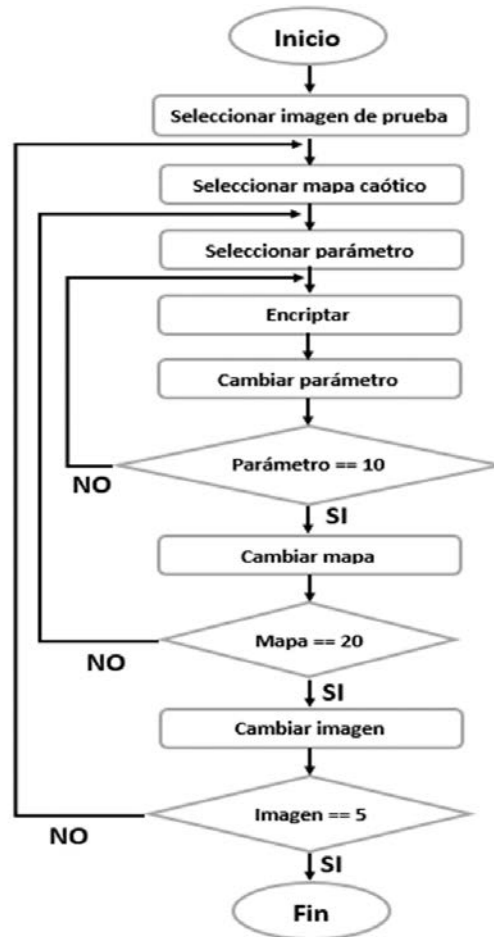 Inicio
Seleccionar imagen de prueba
Seleccionar mapa caótico
Seleccionar parámetro
Encriptar
Cambiar parámetro
Parámetro == 10
NO
SI
Cambiar mapa
Mapa == 20
NO
SI
Cambiar imagen
Imagen == 5
NO
SI
Fin